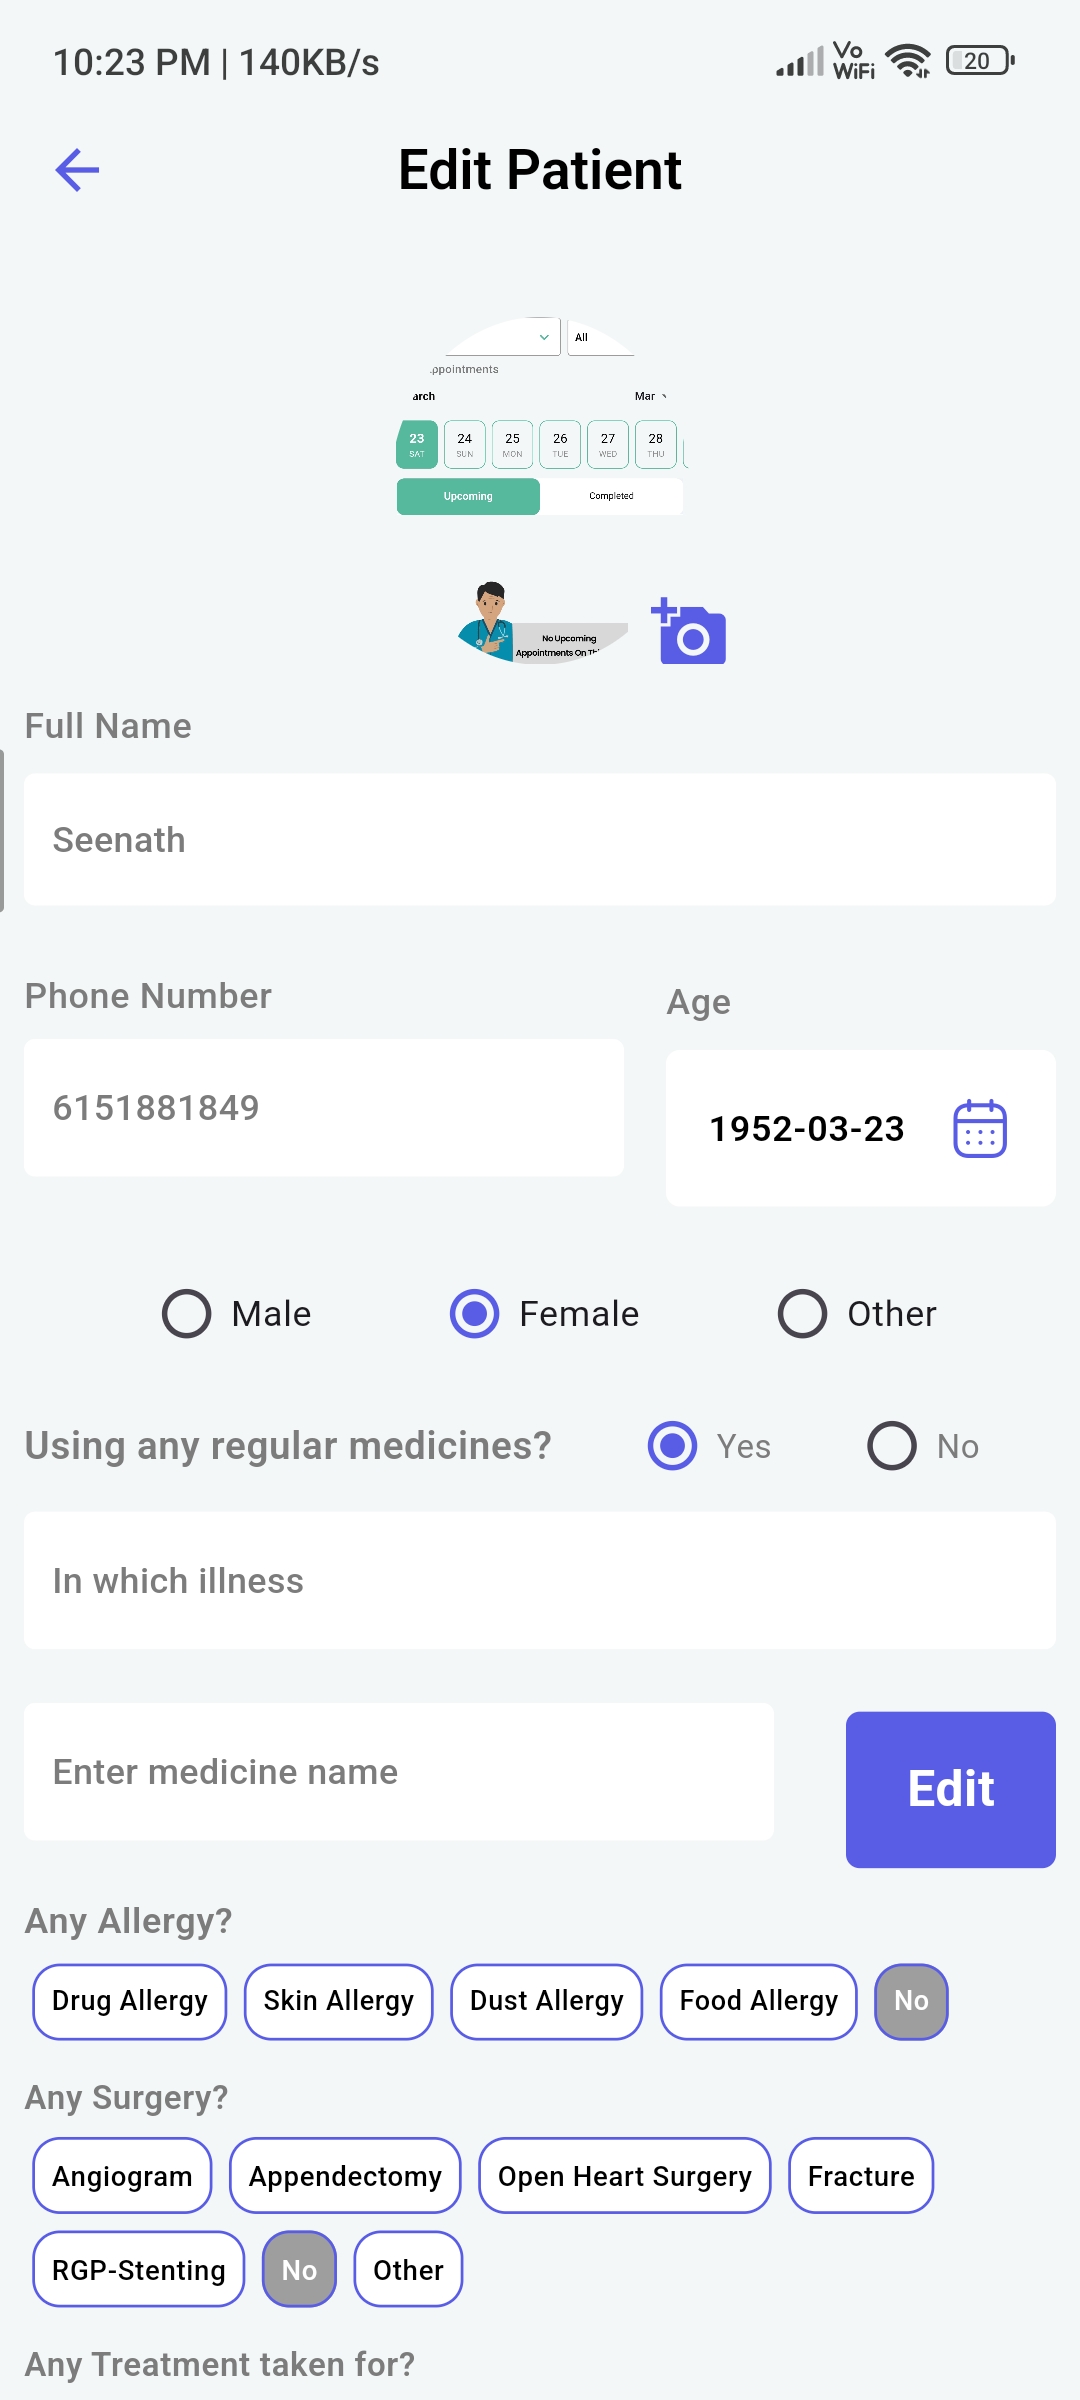 10:23 PM | 140KB/s
Vo
WiFi
20
Edit Patient
All
ppointments
arch
Mar
23 24 25 26 27 28
SAT SUN MON TUE WED THU
Upcoming Completed
No Upcoming
Appointments On Thi
Full Name
Seenath
Phone Number
Age
6151881849
1952-03-23
Male Female Other
Using any regular medicines? Yes No
In which illness
Enter medicine name
Edit
Any Allergy?
Drug Allergy Skin Allergy Dust Allergy Food Allergy No
Any Surgery?
Angiogram Appendectomy Open Heart Surgery Fracture
RGP-Stenting No Other
Any Treatment taken for?